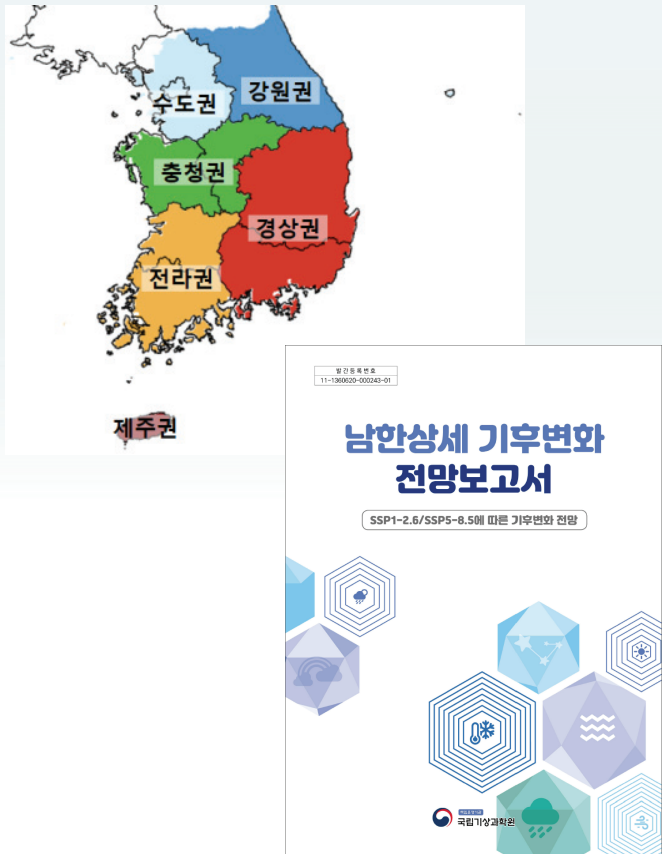 수도권
강원권
충청권
경상권
전라권
제주권
발간등록번호
11-1360620-000243-01
남한상세 기후변화
전망보고서
SSP1-2.6/SSP5-8.5에 따른 기후변화 전망
국립기상과학원